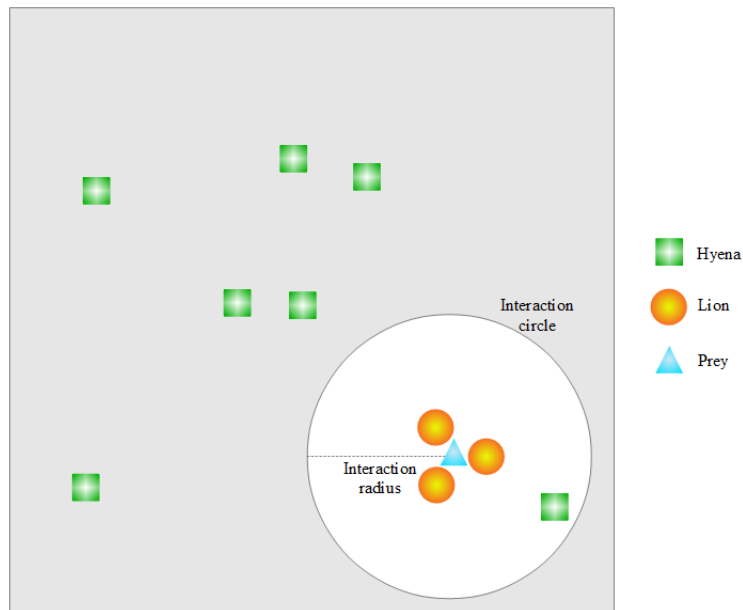 Interaction
circle
Interaction
radius
Hyena
Lion
Prey